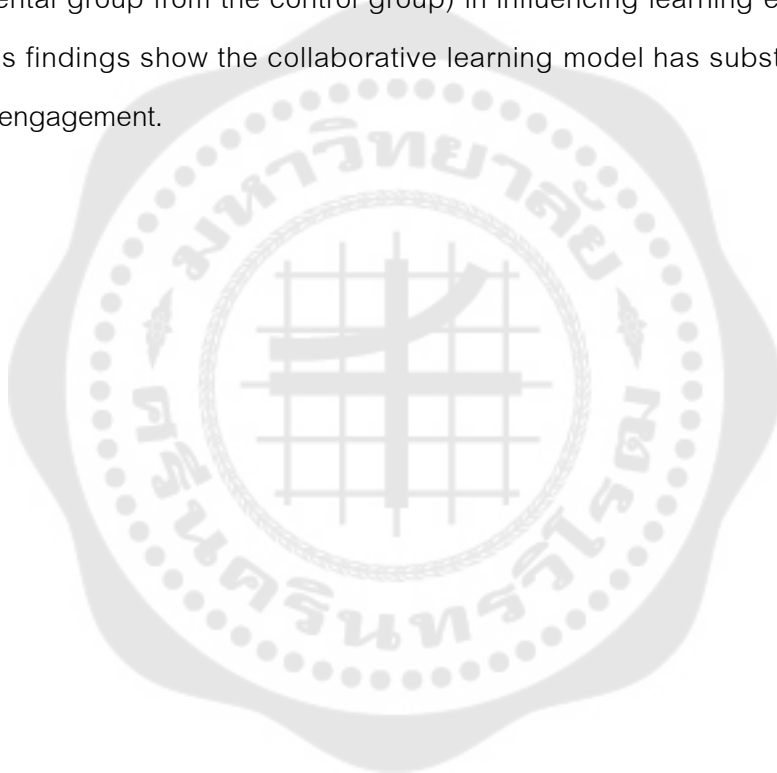 ental group from the control group) in influencing learning e
s findings show the collaborative learning model has subst
engagement.
มหาวิทยาลัย
ศรีนครินทรวิโรฒ